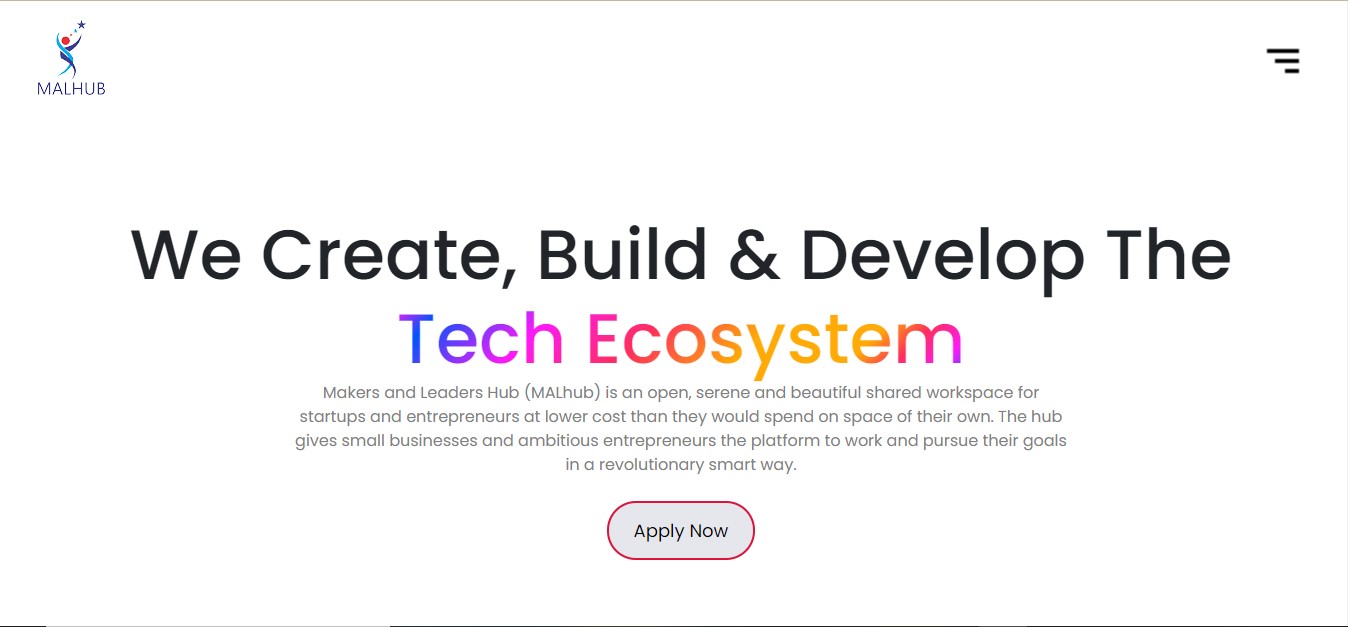 MALHUB
We Create, Build & Develop The
Tech Ecosystem
Makers and Leaders Hub (MALhub) is an open, serene and beautiful shared workspace for
startups and entrepreneurs at lower cost than they would spend on space of their own. The hub
gives small businesses and ambitious entrepreneurs the platform to work and pursue their goals
in a revolutionary smart way.
Apply Now